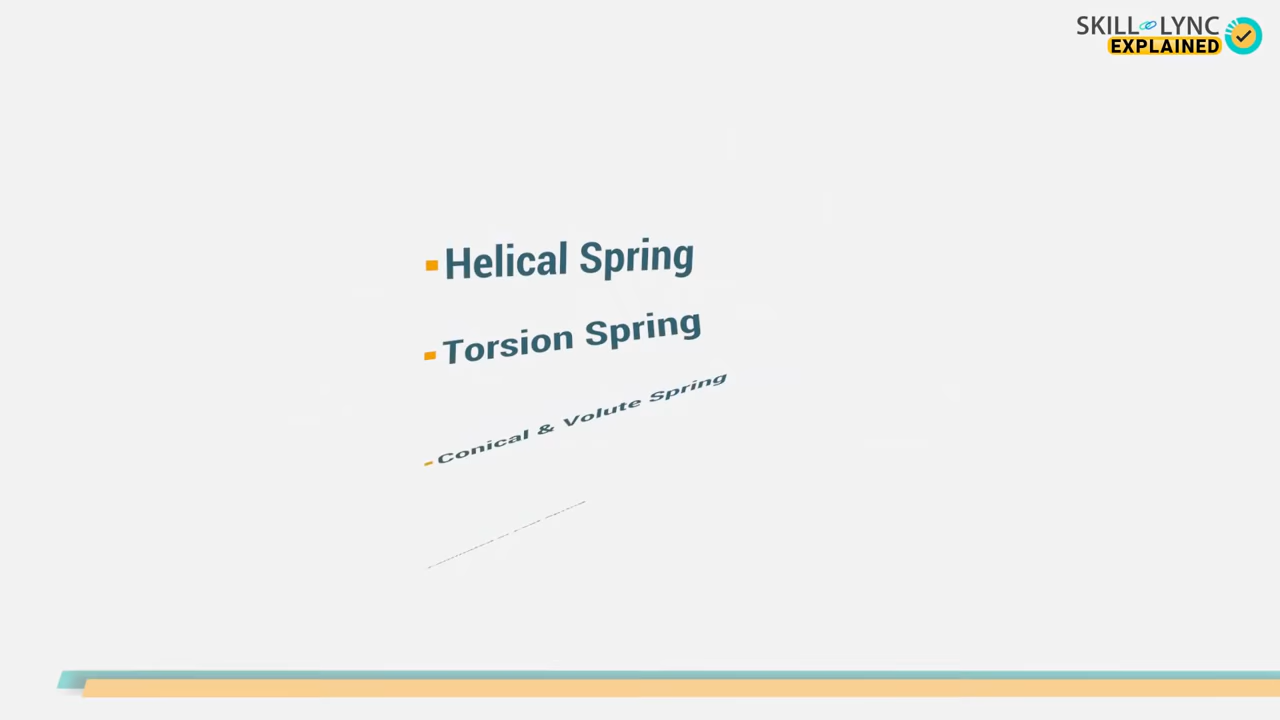 SKILL LYNC
EXPLAINED
Helical Spring
Torsion Spring
Conical & Volute Spring